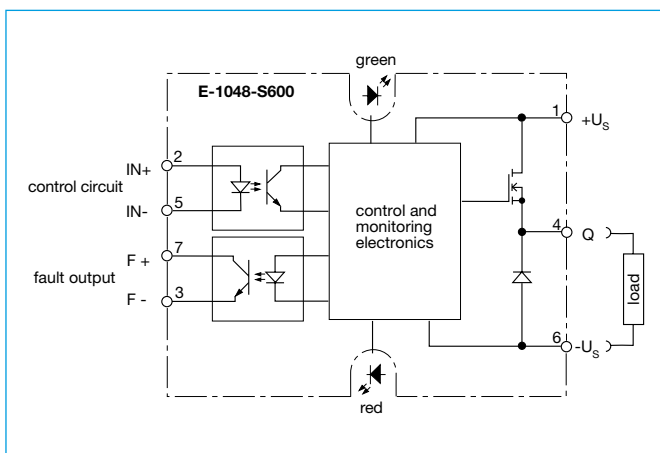 green
E-1048-S600
1
+US
2
IN+
control circuit
5
IN-
control and
monitoring
electronics
4
Q
7
F +
fault output
3
F -
load
6
-US
red